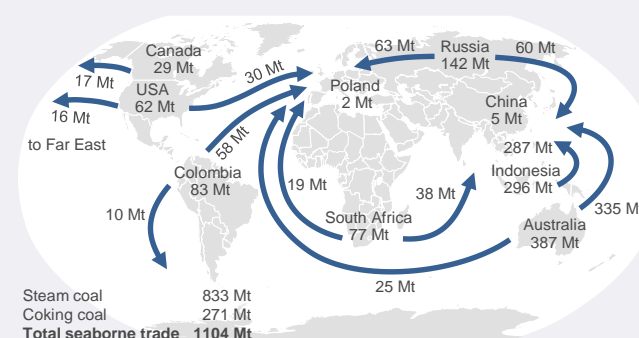 Canada
29 Mt
17 Mt
USA
62 Mt
16 Mt
to Far East
30 Mt
58 Mt
Colombia
83 Mt
10 Mt
63 Mt
Russia
142 Mt
60 Mt
Poland
2 Mt
China
5 Mt
287 Mt
Indonesia
296 Mt
335 M
Australia
387 Mt
19 Mt
38 Mt
South Africa
77 Mt
25 Mt
Steam coal 833 Mt
Coking coal 271 Mt
Total seaborne trade 1104 Mt